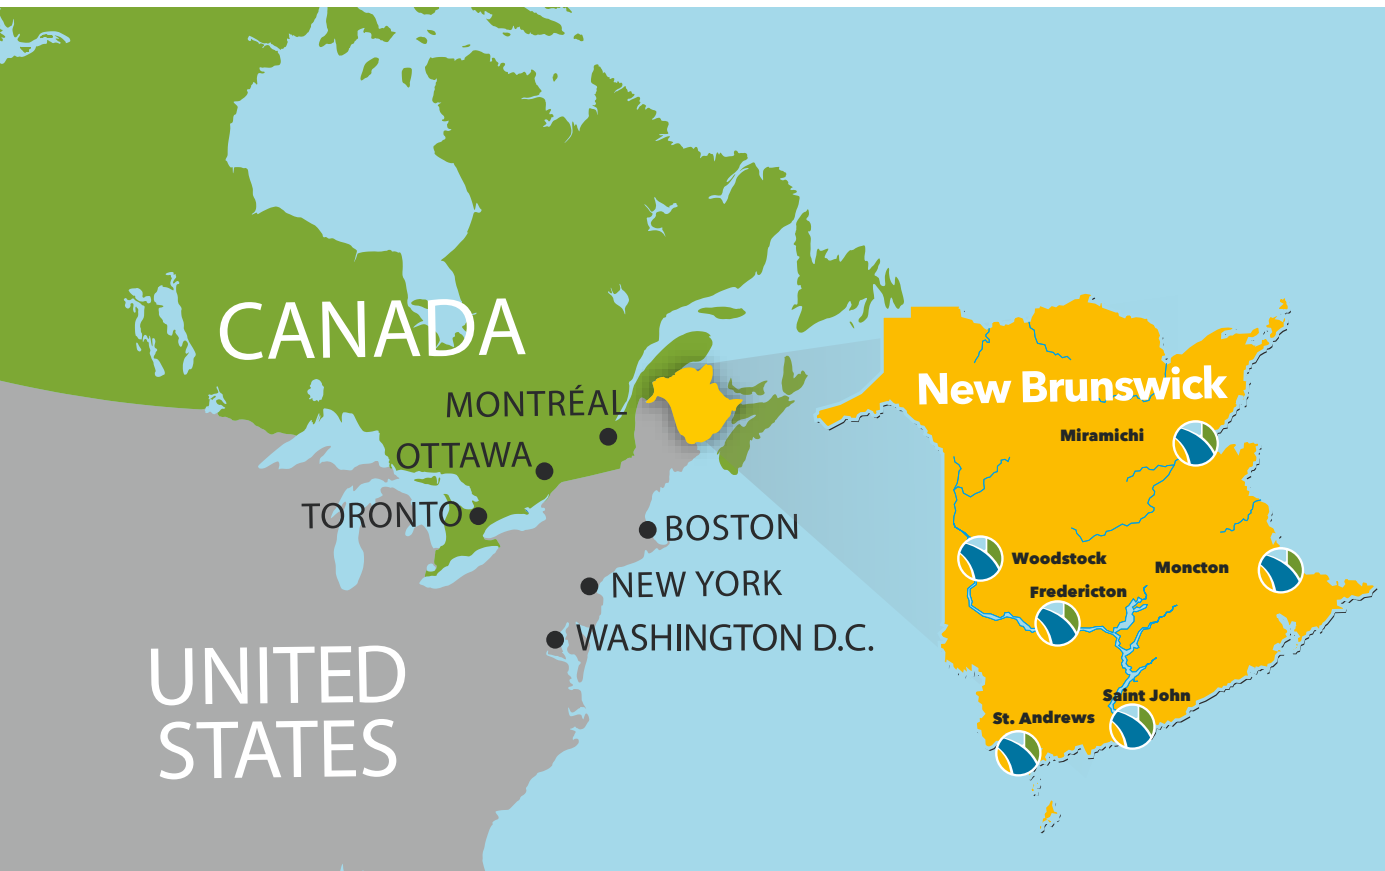 CANADA
MONTRÉAL
OTTAWA
TORONTO
BOSTON
NEW YORK
WASHINGTON D.C.
UNITED
STATES
New Brunswick
Miramichi
Woodstock
Moncton
Fredericton
Saint John
St. Andrews